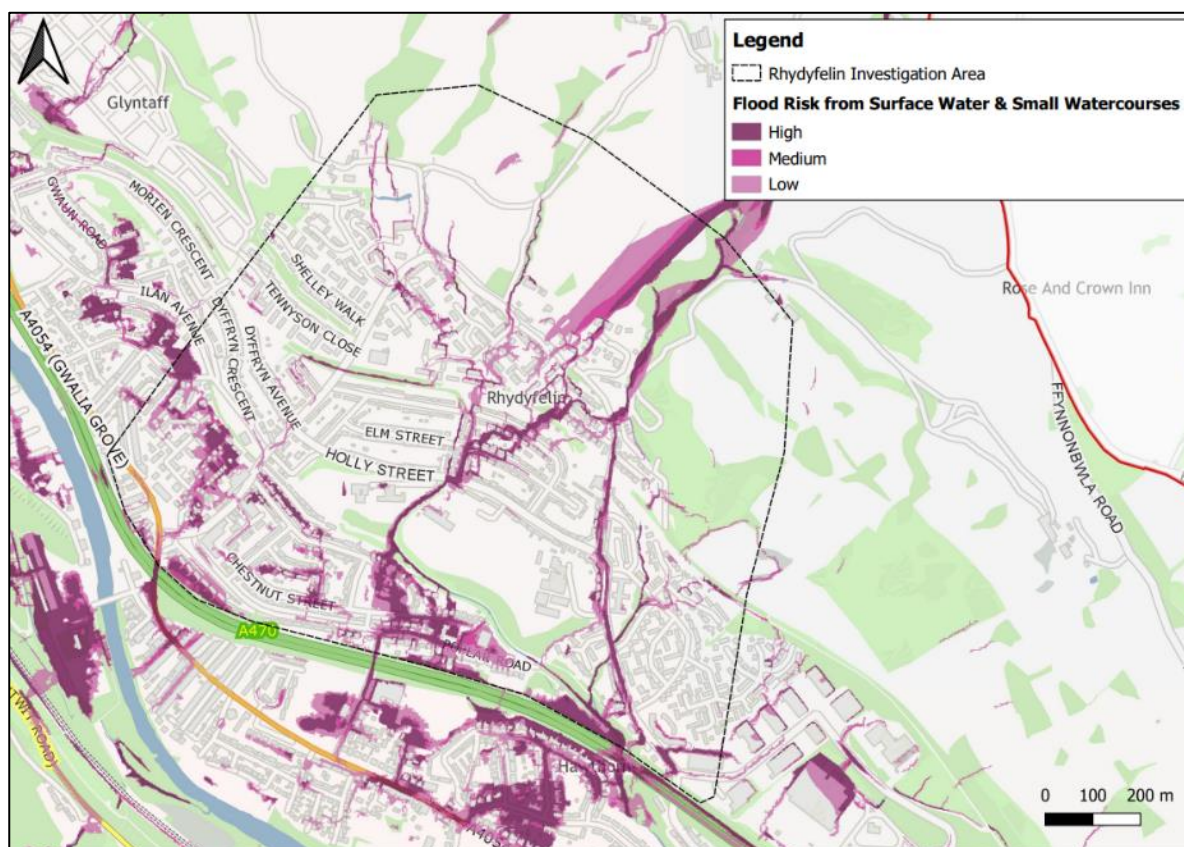 Legend
Rhydyfelin Investigation Area
Flood Risk from Surface Water & Small Watercourses
High
Medium
Low
Glyntaff
GWAUN ROAD
MORIEN CRESCENT
ILAN AVENUE
SHELLEY WALK
TENNYSON CLOSE
DYFFRYN CRESCENT
DYFFRYN AVENUE
A4054 (GWALIA GROVE)
Rose And Crown Inn
Rhydyfelin
ELM STREET
HOLLY STREET
FFYNNONBWLA ROAD
CHESTNUT STREET
A470
POPLAR ROAD
0 100 200 m